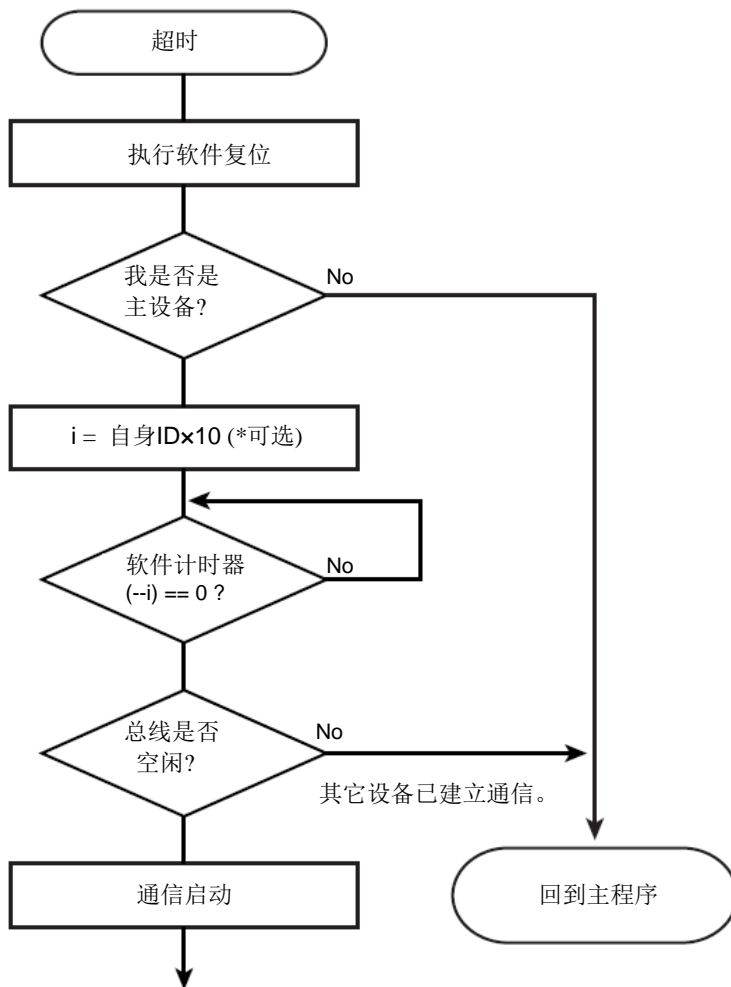 超时
执行软件复位
我是否是
主设备?
No
i = 自身ID×10 (*可选)
软件计时器
(--i) == 0 ?
No
总线是否
空闲?
No
其它设备已建立通信。
通信启动
回到主程序